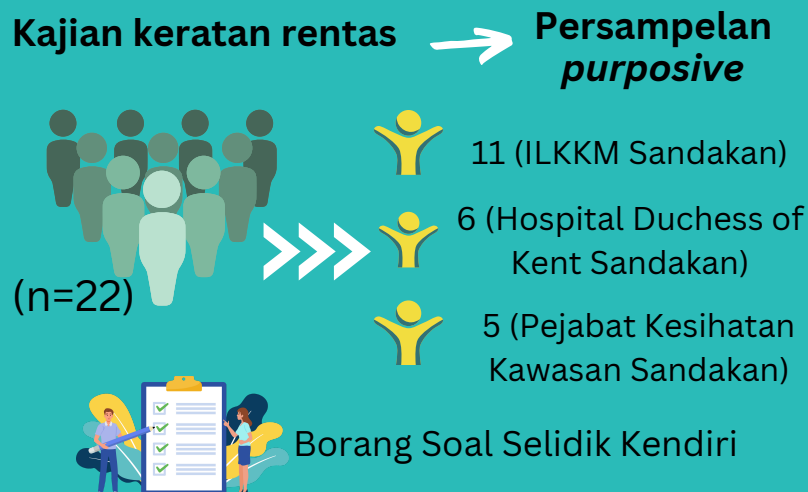 Kajian keratan rentas
Persampelan
purposive
11 (ILKKM Sandakan)
6 (Hospital Duchess of
Kent Sandakan)
(n=22)
5 (Pejabat Kesihatan
Kawasan Sandakan)
Borang Soal Selidik Kendiri